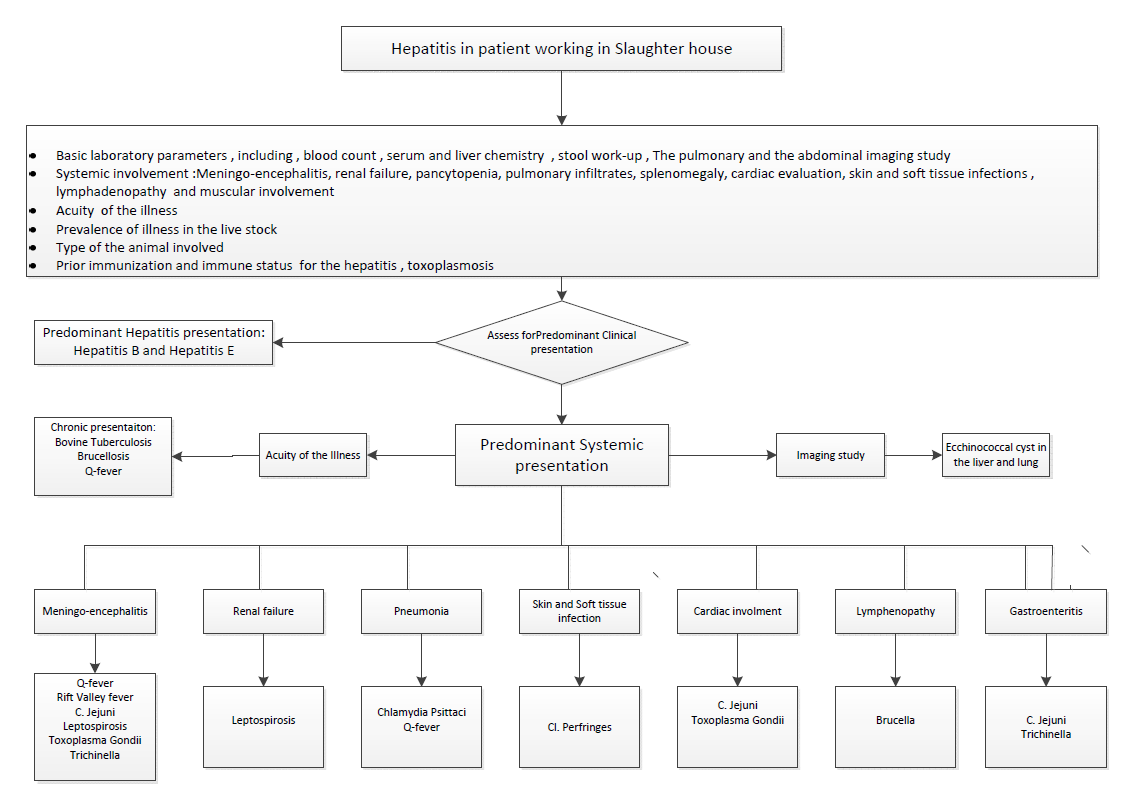 Hepatitis in patient working in Slaughter house
• Basic laboratory parameters , including , blood count , serum and liver chemistry , stool work-up , The pulmonary and the abdominal imaging study
• Systemic involvement :Meningo-encephalitis, renal failure, pancytopenia, pulmonary infiltrates, splenomegaly, cardiac evaluation, skin and soft tissue infections ,
lymphadenopathy and muscular involvement
• Acuity of the illness
• Prevalence of illness in the live stock
• Type of the animal involved
• Prior immunization and immune status for the hepatitis , toxoplasmosis
Assess forPredominant Clinical
presentation
Predominant Hepatitis presentation:
Hepatitis B and Hepatitis E
Predominant Systemic
presentation
Acuity of the Illness
Chronic presentaiton:
Bovine Tuberculosis
Brucellosis
Q-fever
Imaging study
Ecchinococcal cyst in
the liver and lung
Meningo-encephalitis
Renal failure
Pneumonia
Skin and Soft tissue
infection
Cardiac involment
Lymphenopathy
Gastroenteritis
Q-fever
Rift Valley fever
C. Jejuni
Leptospirosis
Toxoplasma Gondii
Trichinella
Leptospirosis
Chlamydia Psittaci
Q-fever
Cl. Perfringes
C. Jejuni
Toxoplasma Gondii
Brucella
C. Jejuni
Trichinella